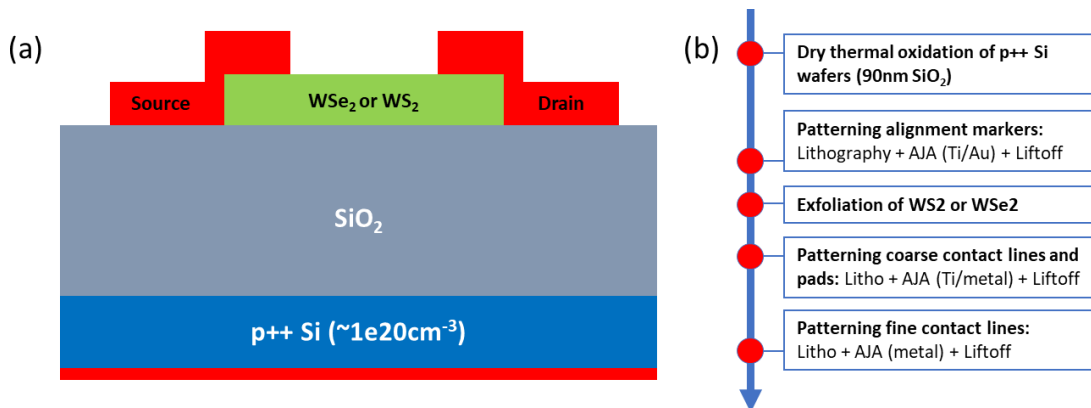 (a)
Source
WSe₂ or WS₂
Drain
SiO₂
p++ Si (~1e20cm⁻³)
(b)
Dry thermal oxidation of p++ Si
wafers (90nm SiO₂)
Patterning alignment markers:
Lithography + AJA (Ti/Au) + Liftoff
Exfoliation of WS2 or WSe2
Patterning coarse contact lines and
pads: Litho + AJA (Ti/metal) + Liftoff
Patterning fine contact lines:
Litho + AJA (metal) + Liftoff